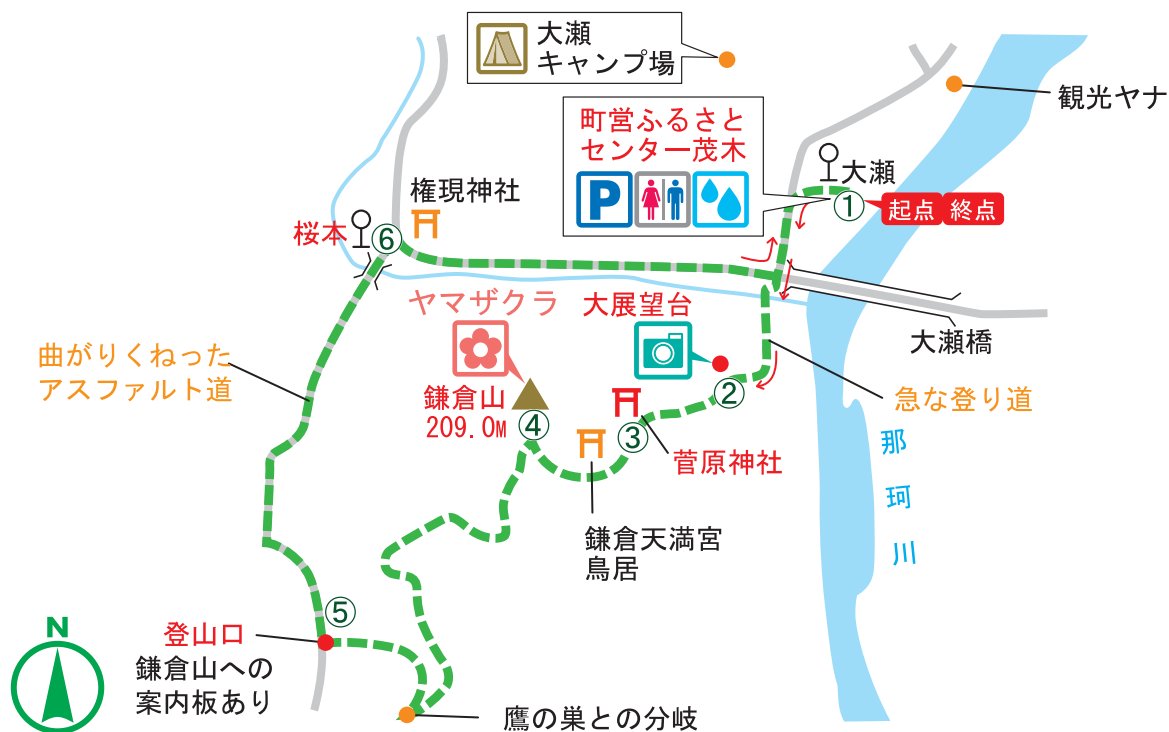 大瀬
キャンプ場
観光ヤナ
町営ふるさと
センター茂木
P
大瀬
①
起点 終点
権現神社
桜本
⑥
ヤマザクラ
大展望台
大瀬橋
曲がりくねった
アスファルト道
鎌倉山
209.0M
④
②
③
急な登り道
菅原神社
那珂川
鎌倉天満宮
鳥居
⑤
登山口
鎌倉山への
案内板あり
N
鷹の巣との分岐